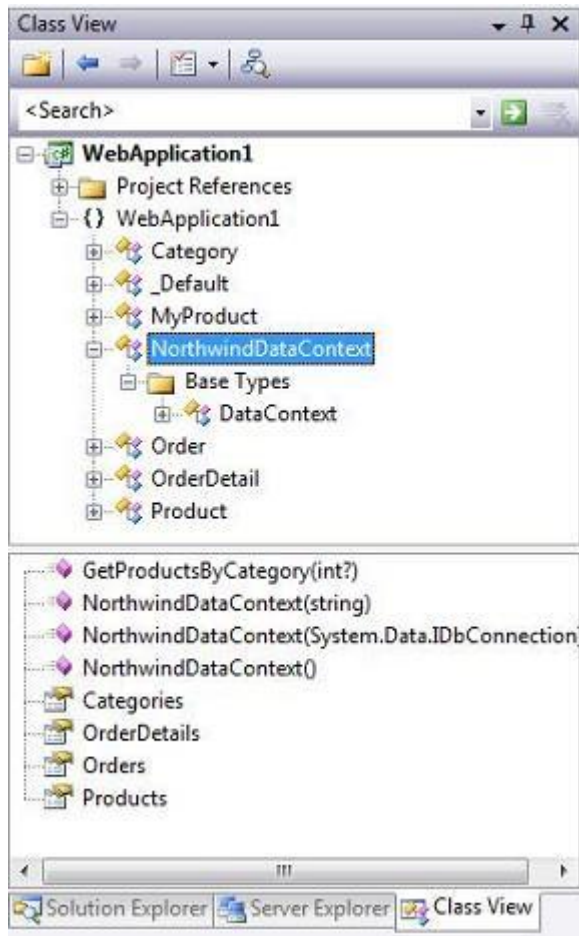 Class View
<Search>
WebApplication1
Project References
{} WebApplication1
Category
_Default
MyProduct
NorthwindDataContext
Base Types
DataContext
Order
OrderDetail
Product
GetProductsByCategory(int?)
NorthwindDataContext(string)
NorthwindDataContext(System.Data.IDbConnection)
NorthwindDataContext()
Categories
OrderDetails
Orders
Products
Solution Explorer Server Explorer Class View